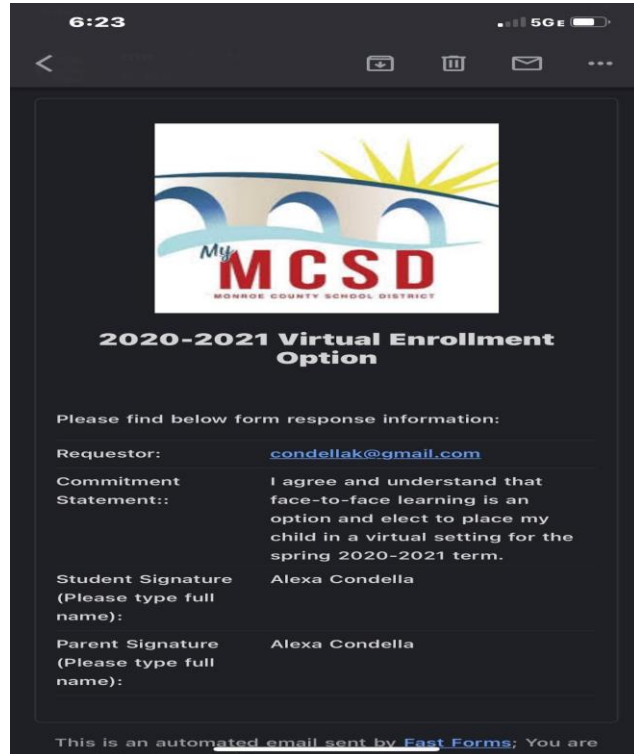 6:23
5GE
My
MCSD
MONROE COUNTY SCHOOL DISTRICT
2020-2021 Virtual Enrollment
Option
Please find below form response information:
Requestor: condellak@gmail.com
Commitment Statement:: I agree and understand that
face-to-face learning is an
option and elect to place my
child in a virtual setting for the
spring 2020-2021 term.
Student Signature Alexa Condella
(Please type full
name):
Parent Signature Alexa Condella
(Please type full
name):
This is an automated email sent by Fast Forms; You are